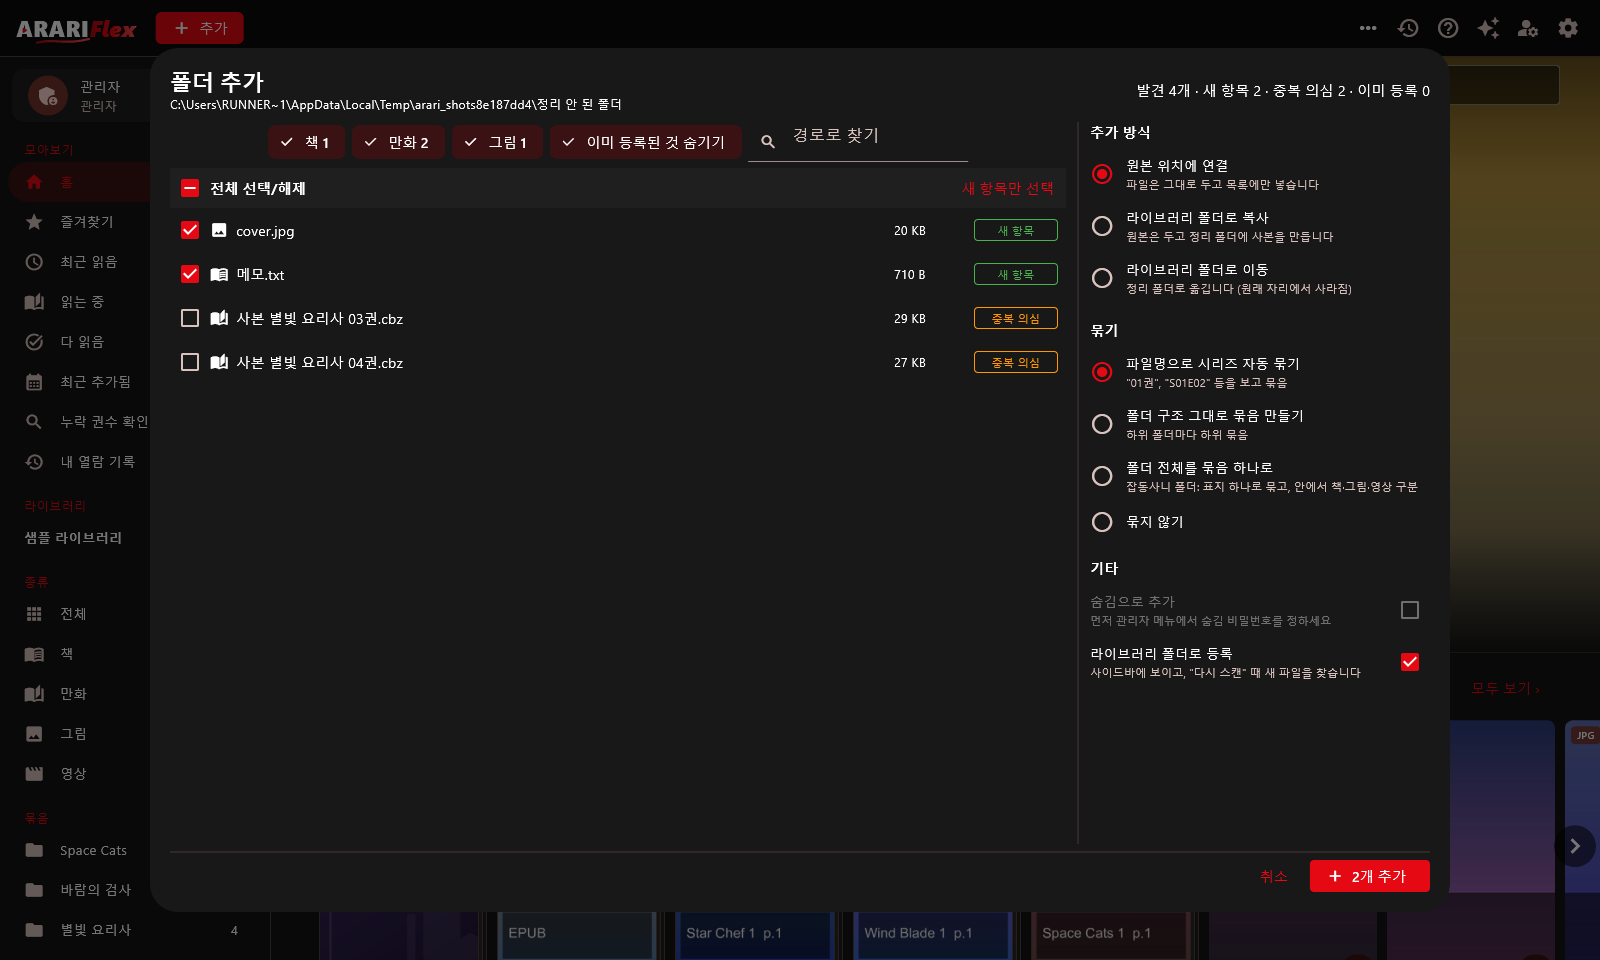 ARARIFlex
추가
관리자
관리자
모아보기
홈
즐겨찾기
최근 읽음
읽는 중
다 읽음
최근 추가됨
누락 권수 확인
내 열람 기록
라이브러리
샘플 라이브러리
종류
전체
책
만화
그림
영상
묶음
Space Cats
바람의 검사
별빛 요리사 4
폴더 추가
C:\Users\RUNNER~1\AppData\Local\Temp\arari_shots8e187dd4\정리 안 된 폴더
발견 4개 · 새 항목 2 · 중복 의심 2 · 이미 등록 0
책 1
만화 2
그림 1
이미 등록된 것 숨기기
경로로 찾기
전체 선택/해제
새 항목만 선택
cover.jpg 20 KB 새 항목
메모.txt 710 B 새 항목
사본 별빛 요리사 03권.cbz 29 KB 중복 의심
사본 별빛 요리사 04권.cbz 27 KB 중복 의심
추가 방식
원본 위치에 연결
파일은 그대로 두고 목록에만 넣습니다
라이브러리 폴더로 복사
원본은 두고 정리 폴더에 사본을 만듭니다
라이브러리 폴더로 이동
정리 폴더로 옮깁니다 (원래 자리에서 사라짐)
묶기
파일명으로 시리즈 자동 묶기
"01권", "S01E02" 등을 보고 묶음
폴더 구조 그대로 묶음 만들기
하위 폴더마다 하위 묶음
폴더 전체를 묶음 하나로
잡동사니 폴더: 표지 하나로 묶고, 안에서 책·그림·영상 구분
묶지 않기
기타
숨김으로 추가
먼저 관리자 메뉴에서 숨김 비밀번호를 정하세요
라이브러리 폴더로 등록
사이드바에 보이고, "다시 스캔" 때 새 파일을 찾습니다
취소
2개 추가
모두 보기 ›
JPG
EPUB
Star Chef 1 p.1
Wind Blade 1 p.1
Space Cats 1 p.1